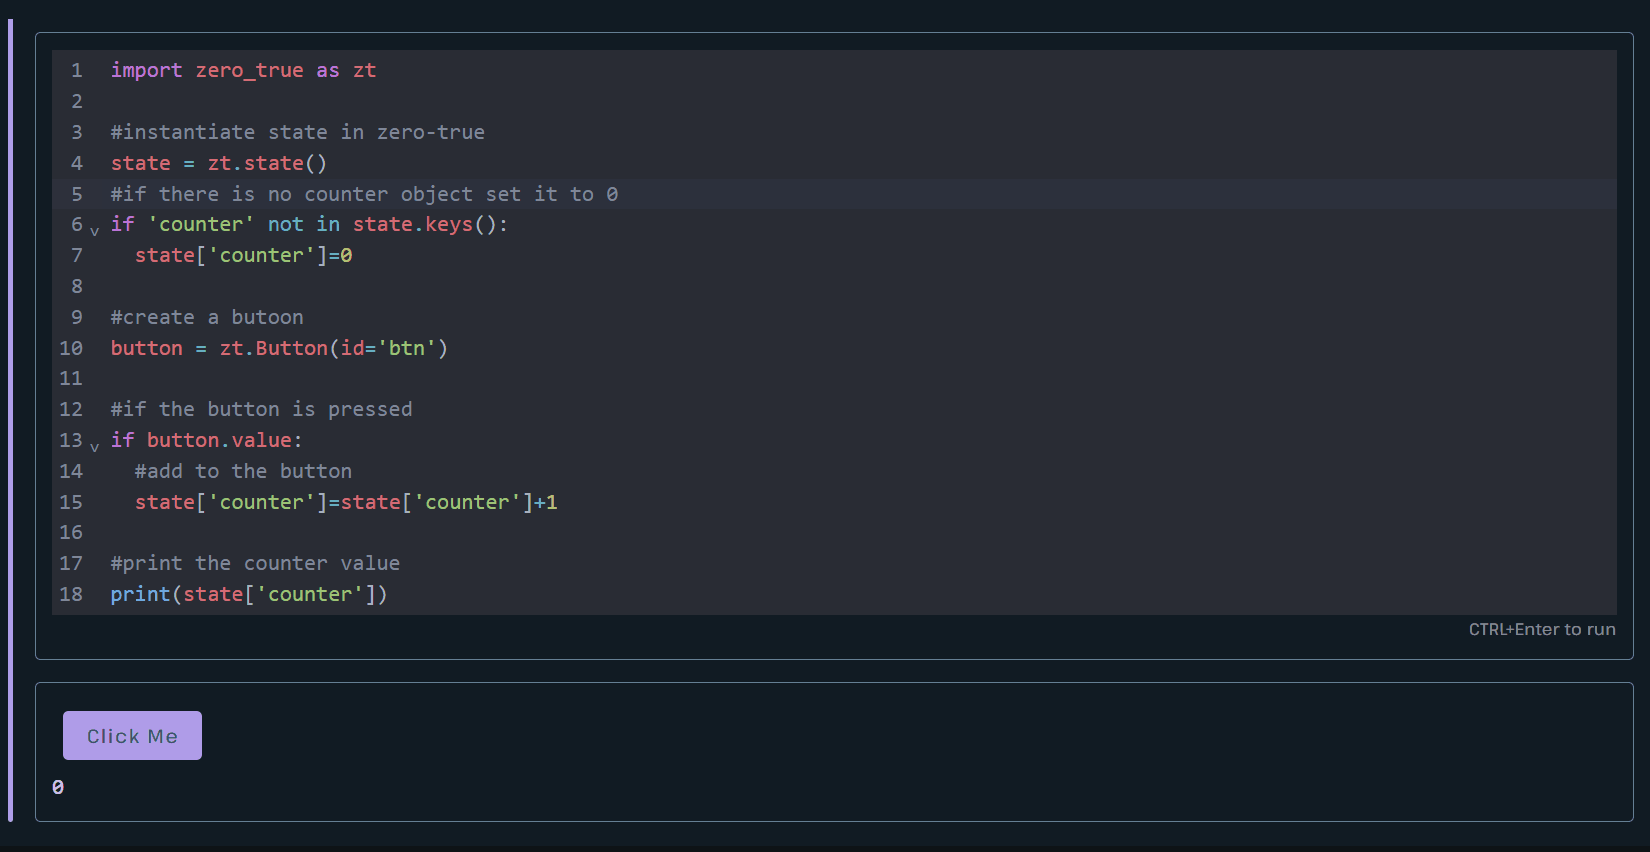 1 import zero_true as zt
2
3 #instantiate state in zero-true
4 state = zt.state()
5 #if there is no counter object set it to 0
6 if 'counter' not in state.keys():
7   state['counter']=0
8
9 #create a butoon
10 button = zt.Button(id='btn')
11
12 #if the button is pressed
13 if button.value:
14   #add to the button
15   state['counter']=state['counter']+1
16
17 #print the counter value
18 print(state['counter'])
CTRL+Enter to run
Click Me
0